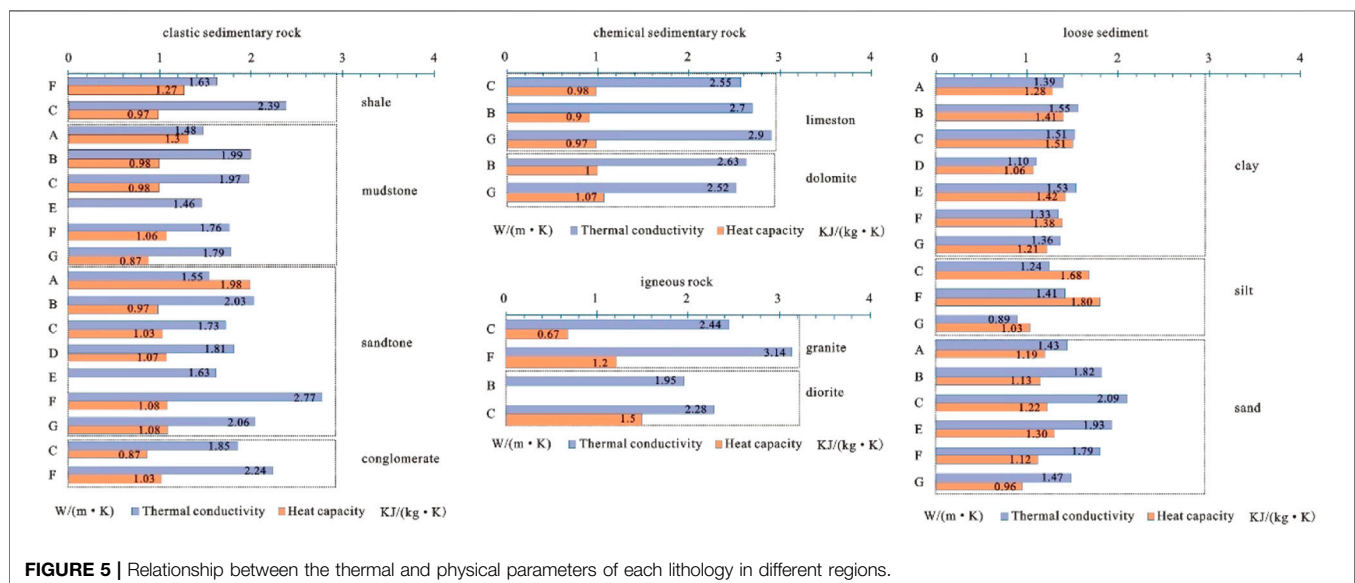 clastic sedimentary rock
0 1 2 3 4
F 1.63 1.27
C 2.39 0.97
shale
A 1.48 1.3
B 1.99 0.98
C 1.97 0.98
E 1.46
F 1.76 1.06
G 1.79 0.87
mudstone
A 1.55 1.98
B 2.03 0.97
C 1.73 1.03
D 1.81 1.07
E 1.63
F 2.77 1.08
G 2.06 1.08
sandtone
C 1.85 0.87
F 2.24 1.03
conglomerate
W/(m·K) Thermal conductivity Heat capacity KJ/(kg·K)
chemical sedimentary rock
0 1 2 3 4
C 2.55 0.98
B 2.7 0.9
G 2.9 0.97
limeston
B 2.63 1
G 2.52 1.07
dolomite
W/(m·K) Thermal conductivity Heat capacity KJ/(kg·K)
igneous rock
0 1 2 3 4
C 2.44 0.67
F 3.14 1.2
granite
B 1.95
C 2.28 1.5
diorite
W/(m·K) Thermal conductivity Heat capacity KJ/(kg·K)
loose sediment
0 1 2 3 4
A 1.39 1.28
B 1.55 1.41
C 1.51 1.51
D 1.10 1.06
E 1.53 1.42
F 1.33 1.38
G 1.36 1.21
clay
C 1.24 1.68
F 1.41 1.80
G 0.89 1.03
silt
A 1.43 1.19
B 1.82 1.13
C 2.09 1.22
E 1.93 1.30
F 1.79 1.12
G 1.47 0.96
sand
W/(m·K) Thermal conductivity Heat capacity KJ/(kg·K)
FIGURE 5 | Relationship between the thermal and physical parameters of each lithology in different regions.